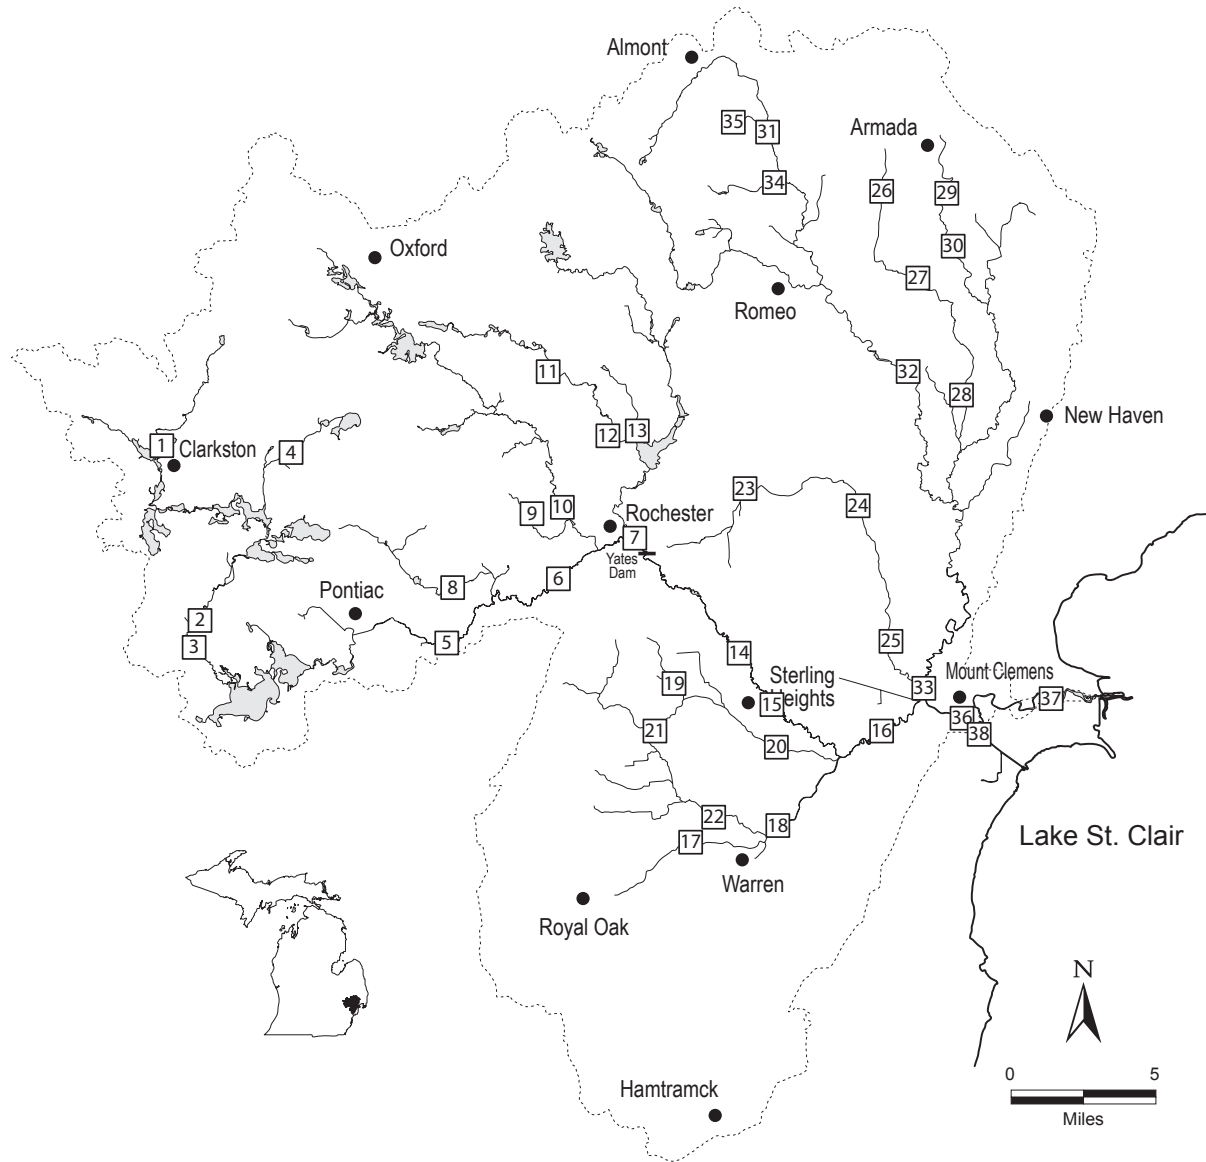 Almont
35
31
Armada
34
26
29
Oxford
30
27
Romeo
11
32
28
New Haven
12
13
1
Clarkston
4
23
24
9
10
Rochester
7
Yates
Dam
6
8
Pontiac
2
3
5
14
25
19
Sterling
Heights
15
33
Mount Clemens
37
36
38
21
20
16
22
18
17
Warren
Lake St. Clair
Royal Oak
N
Hamtramck
0 5
Miles